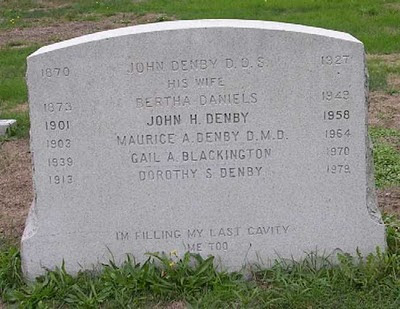 1870 JOHN DENBY D.D.S. 1927
HIS WIFE
1873 BERTHA DANIELS 1943
1901 JOHN H. DENBY 1958
1903 MAURICE A. DENBY D.M.D. 1964
1939 GAIL A. BLACKINGTON 1970
1913 DOROTHY S. DENBY 1979
I'M FILLING MY LAST CAVITY
ME TOO